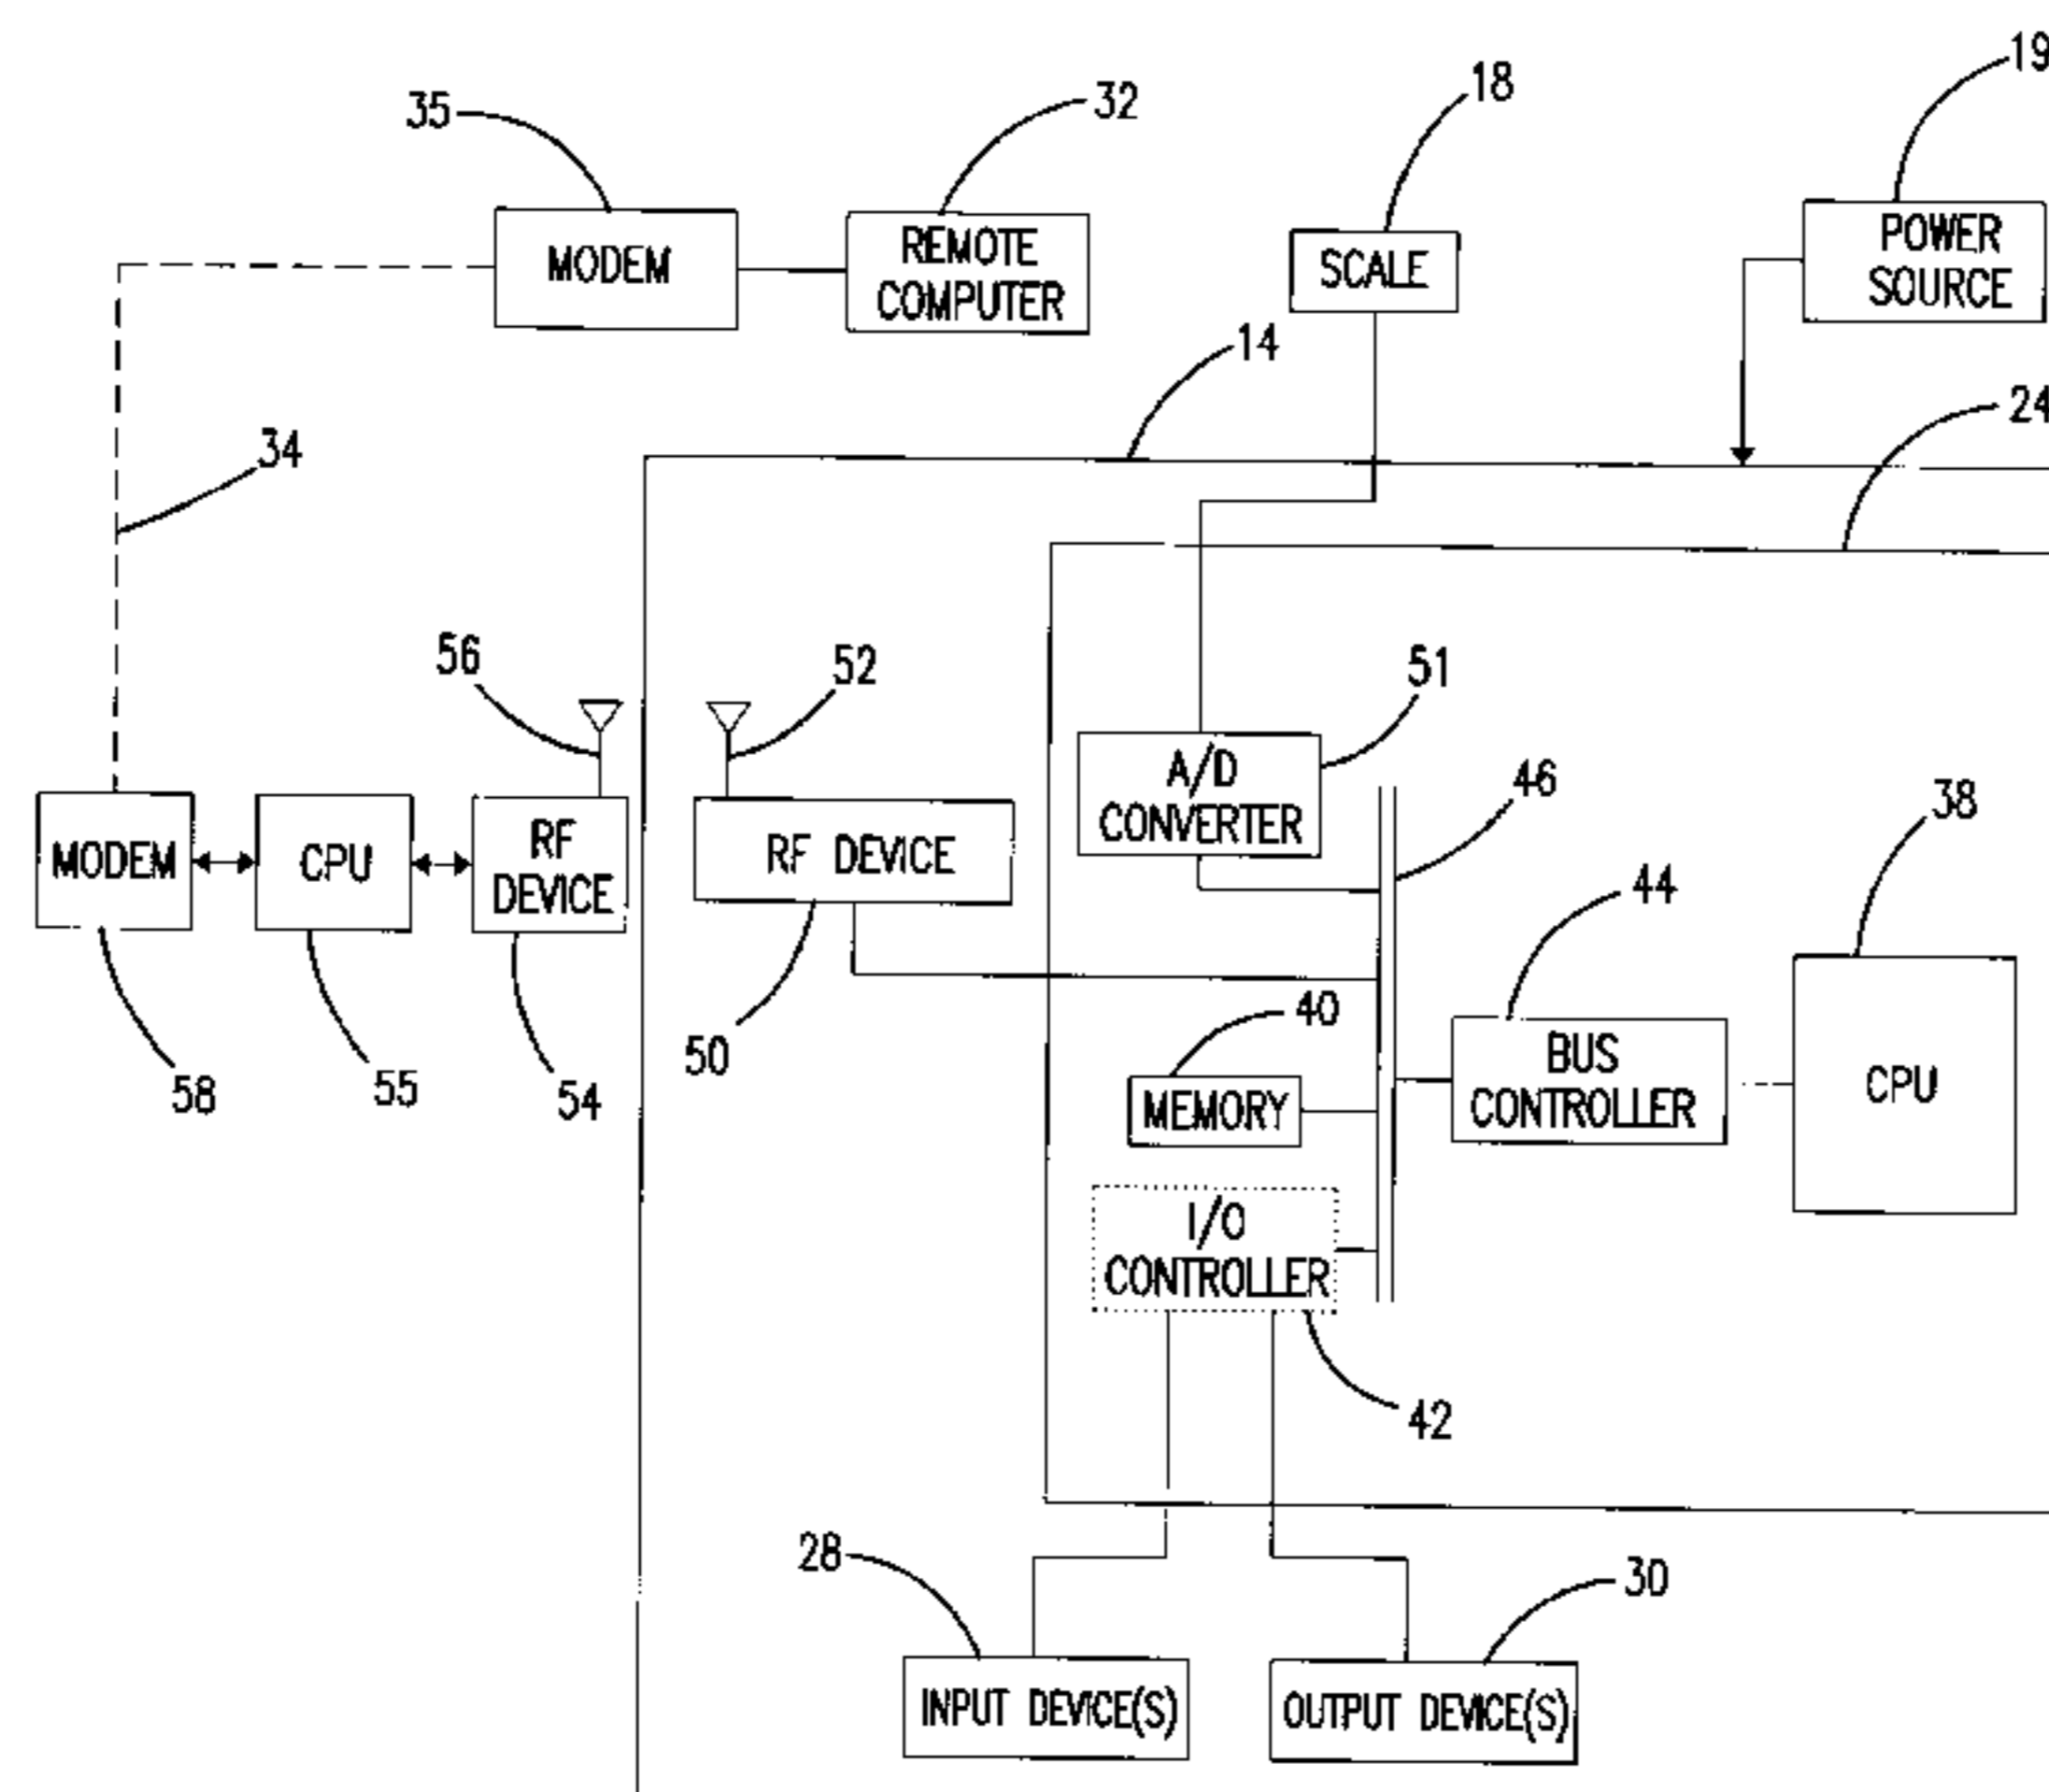 35
32
18
19
MODEM
REMOTE
COMPUTER
SCALE
POWER
SOURCE
14
24
34
56
52
51
46
38
A/D
CONVERTER
MODEM
CPU
RF
DEVICE
RF DEVICE
44
58
55
54
50
40
MEMORY
BUS
CONTROLLER
CPU
I/O
CONTROLLER
42
28
30
INPUT DEVICE(S)
OUTPUT DEVICE(S)